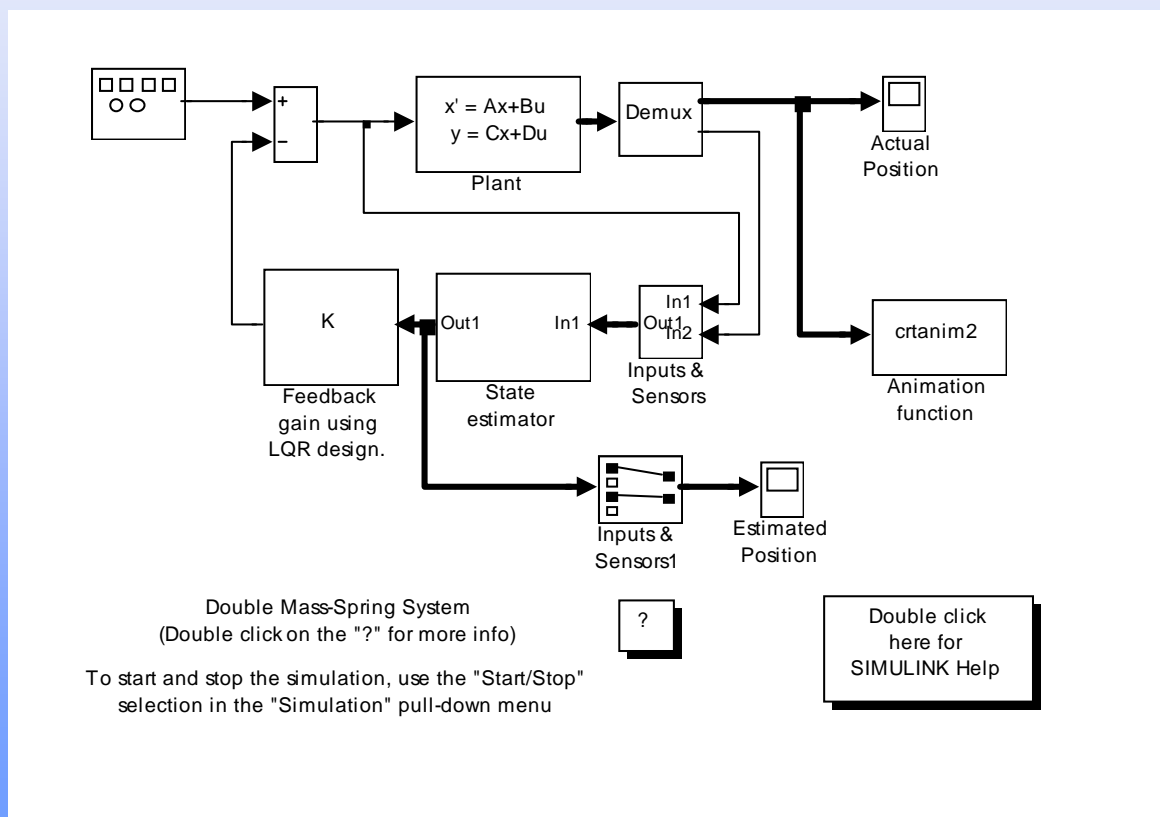 +
−
x' = Ax+Bu
y = Cx+Du
Plant
Demux
Actual
Position
K
Feedback
gain using
LQR design.
Out1
In1
State
estimator
In1
Out1
In2
Inputs &
Sensors
crtanim2
Animation
function
Inputs &
Sensors1
Estimated
Position
Double Mass-Spring System
(Double click on the "?" for more info)
To start and stop the simulation, use the "Start/Stop"
selection in the "Simulation" pull-down menu
?
Double click
here for
SIMULINK Help